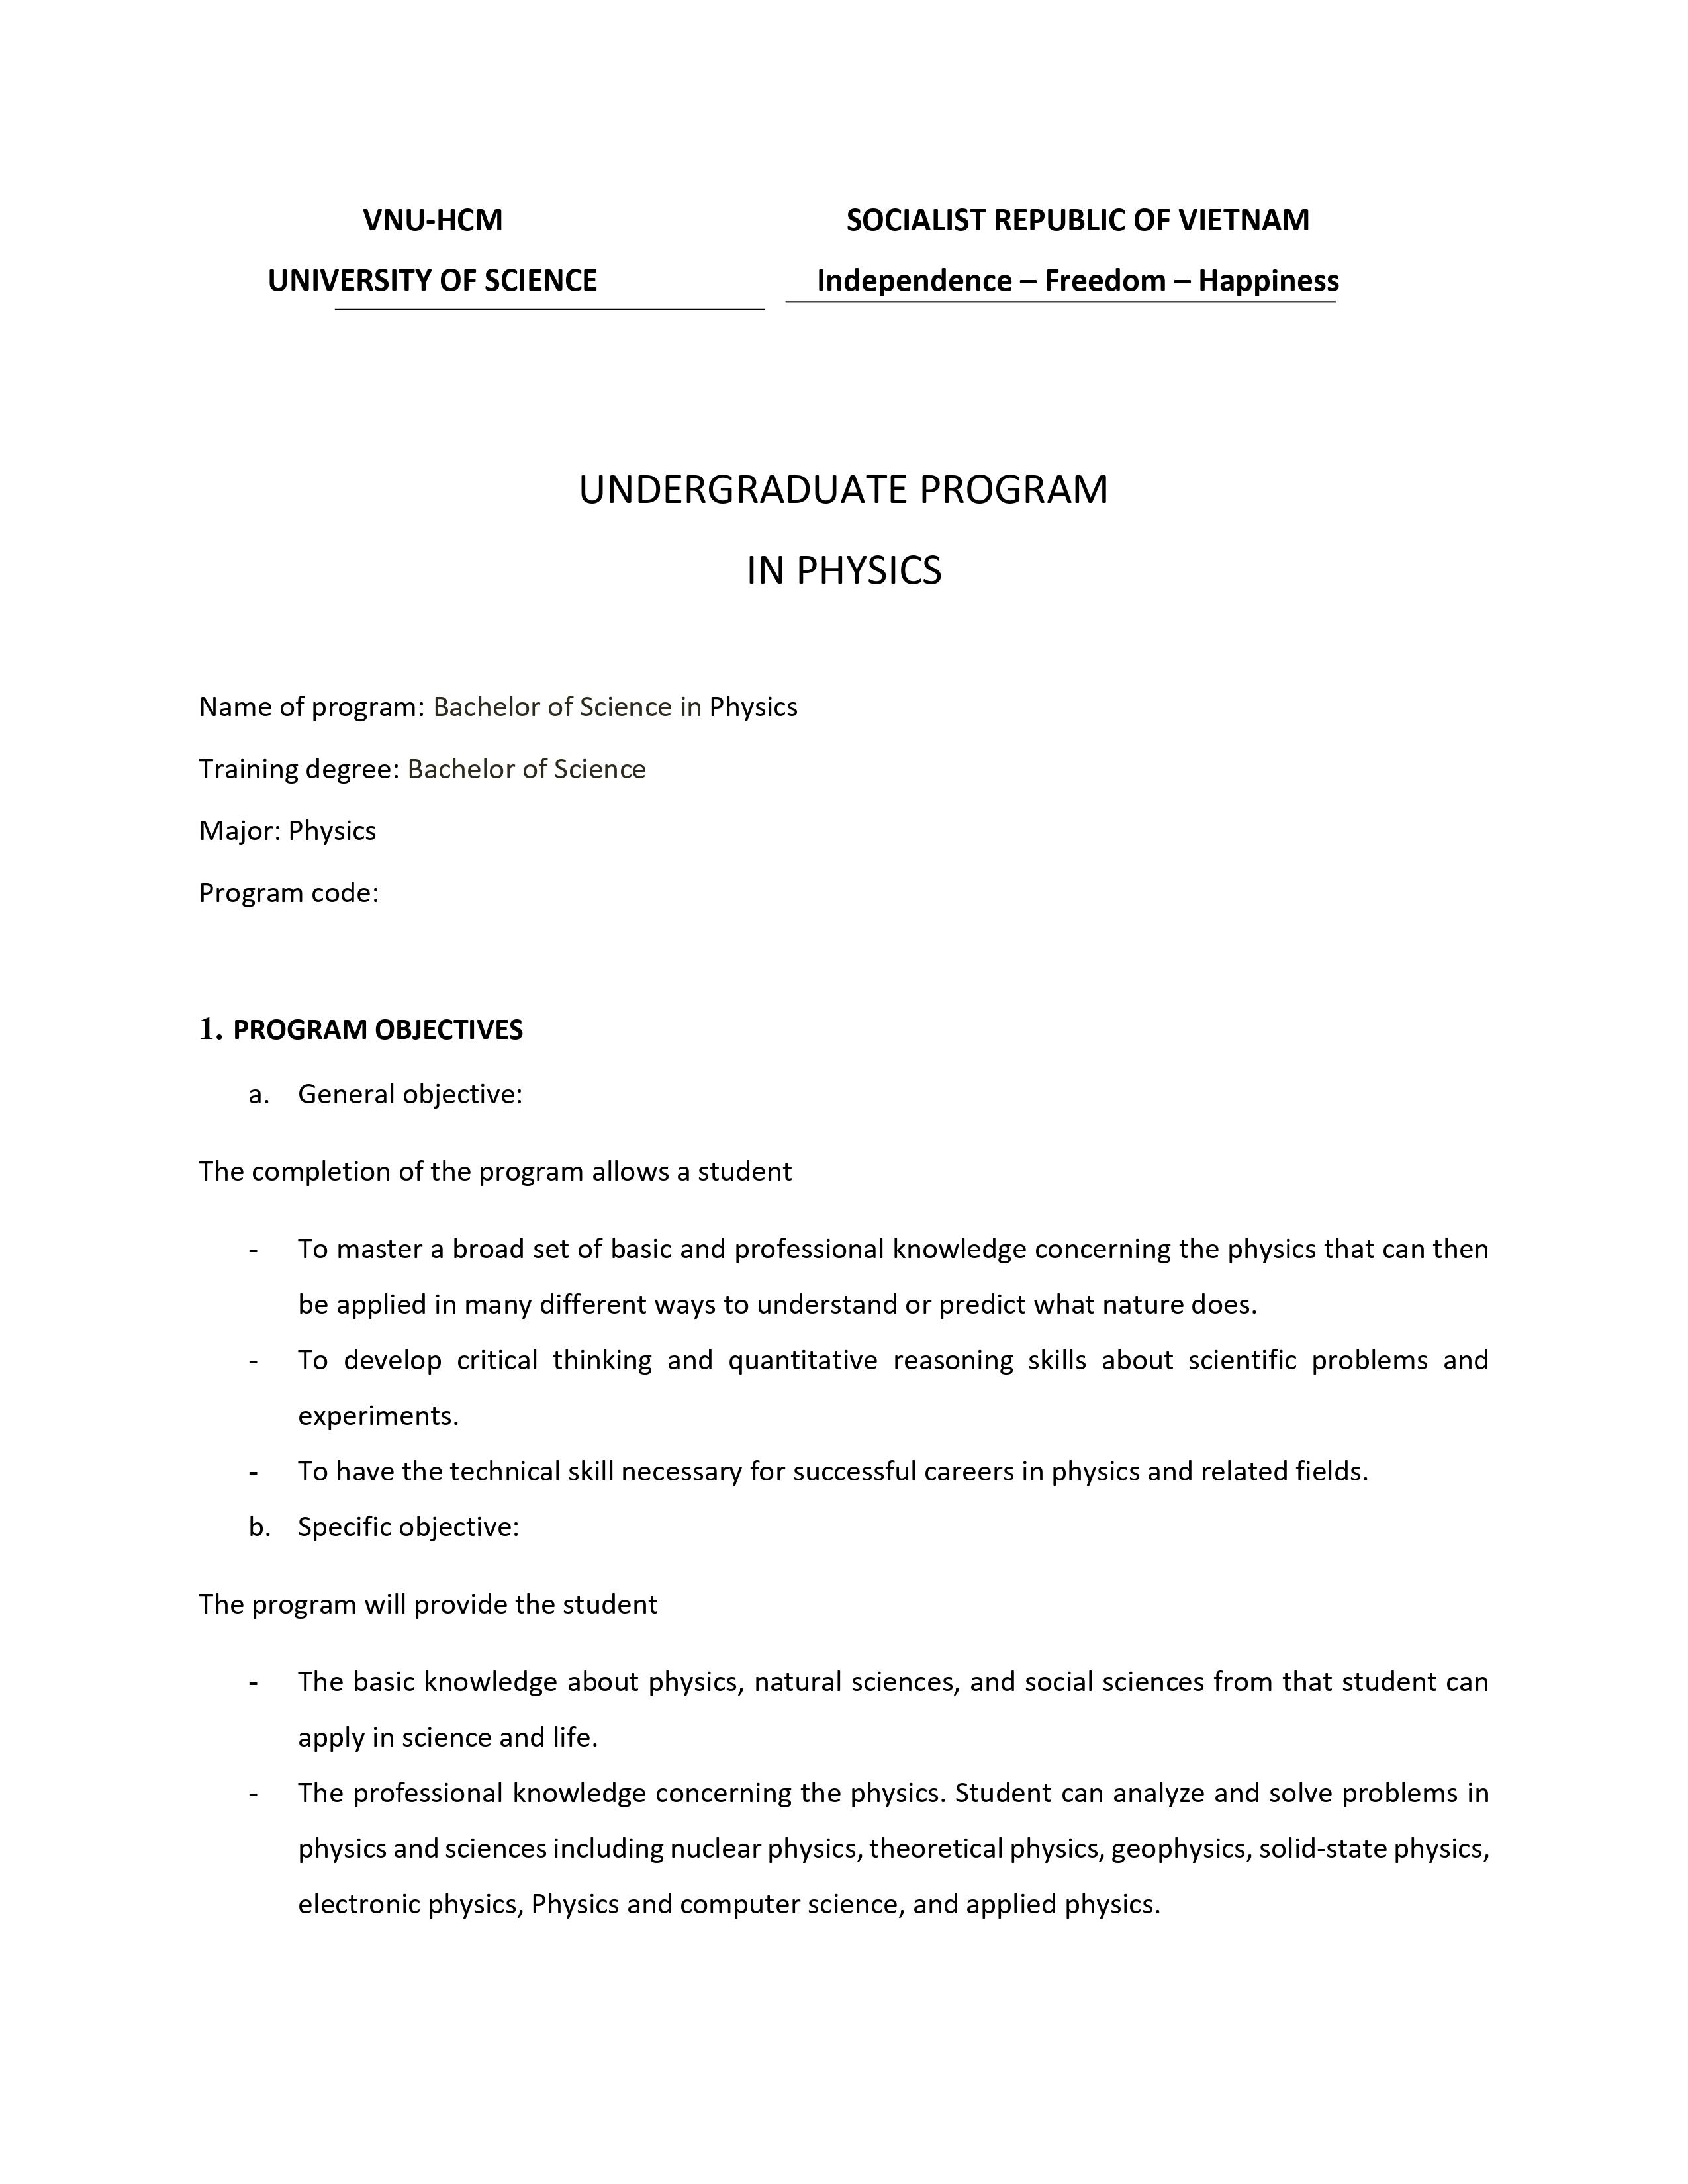 VNU-HCM
UNIVERSITY OF SCIENCE
SOCIALIST REPUBLIC OF VIETNAM
Independence – Freedom – Happiness
UNDERGRADUATE PROGRAM
IN PHYSICS
Name of program: Bachelor of Science in Physics
Training degree: Bachelor of Science
Major: Physics
Program code:
1. PROGRAM OBJECTIVES
a. General objective:
The completion of the program allows a student
- To master a broad set of basic and professional knowledge concerning the physics that can then
be applied in many different ways to understand or predict what nature does.
- To develop critical thinking and quantitative reasoning skills about scientific problems and
experiments.
- To have the technical skill necessary for successful careers in physics and related fields.
b. Specific objective:
The program will provide the student
- The basic knowledge about physics, natural sciences, and social sciences from that student can
apply in science and life.
- The professional knowledge concerning the physics. Student can analyze and solve problems in
physics and sciences including nuclear physics, theoretical physics, geophysics, solid-state physics,
electronic physics, Physics and computer science, and applied physics.